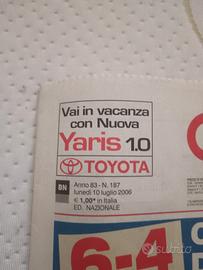 Vai in vacanza
con Nuova
Yaris 1.0
TOYOTA
BN
Anno 83 - N. 187
lunedì 10 luglio 2006
€ 1,00* in Italia
ED. NAZIONALE
6-4
subito